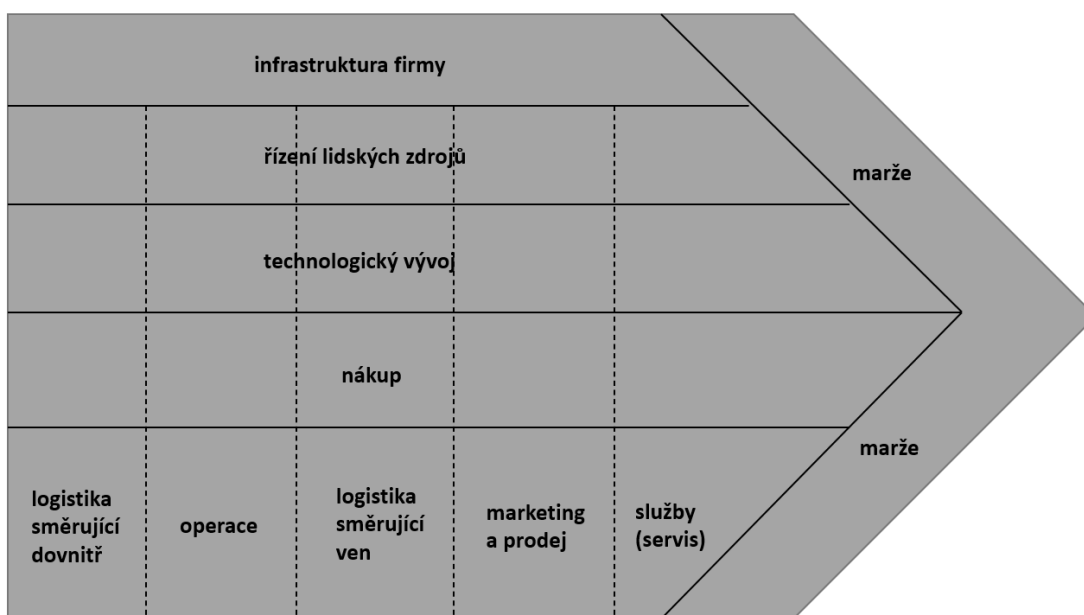 infrastruktura firmy
řízení lidských zdrojů
marže
technologický vývoj
nákup
marže
logistika
směrující
dovnitř
operace
logistika
směrující
ven
marketing
a prodej
služby
(servis)